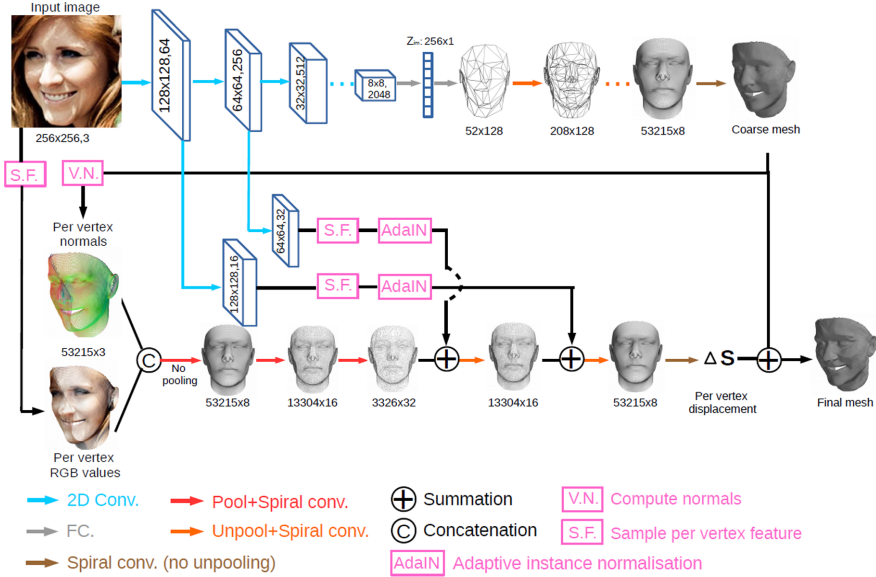 Input image
256x256,3
128x128,64
64x64,256
32x32,512
8x8,
2048
Zim: 256x1
52x128
208x128
53215x8
Coarse mesh
S.F.
V.N.
Per vertex
normals
53215x3
64x64,32
S.F.
AdaIN
128x128,16
S.F.
AdaIN
C
No
pooling
53215x8
13304x16
3326x32
13304x16
53215x8
Δ S
Per vertex
displacement
Final mesh
Per vertex
RGB values
2D Conv.
Pool+Spiral conv.
Summation
V.N. Compute normals
FC.
Unpool+Spiral conv.
C Concatenation
S.F. Sample per vertex feature
Spiral conv. (no unpooling)
AdaIN Adaptive instance normalisation